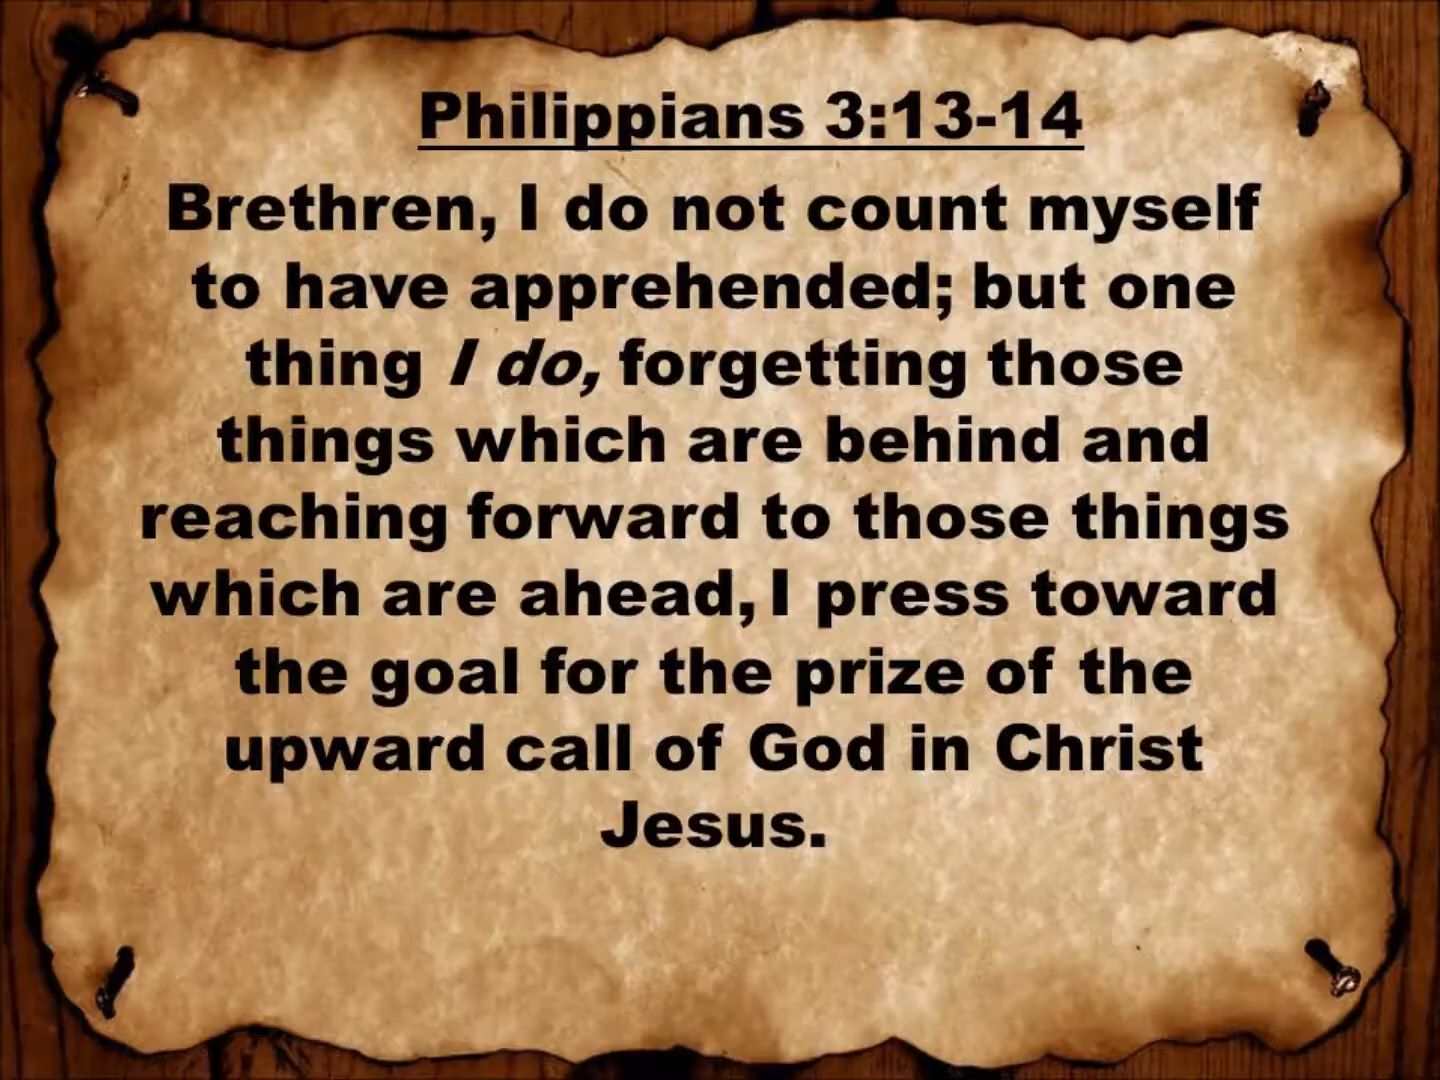 Philippians 3:13-14
Brethren, I do not count myself
to have apprehended; but one
thing I do, forgetting those
things which are behind and
reaching forward to those things
which are ahead, I press toward
the goal for the prize of the
upward call of God in Christ
Jesus.